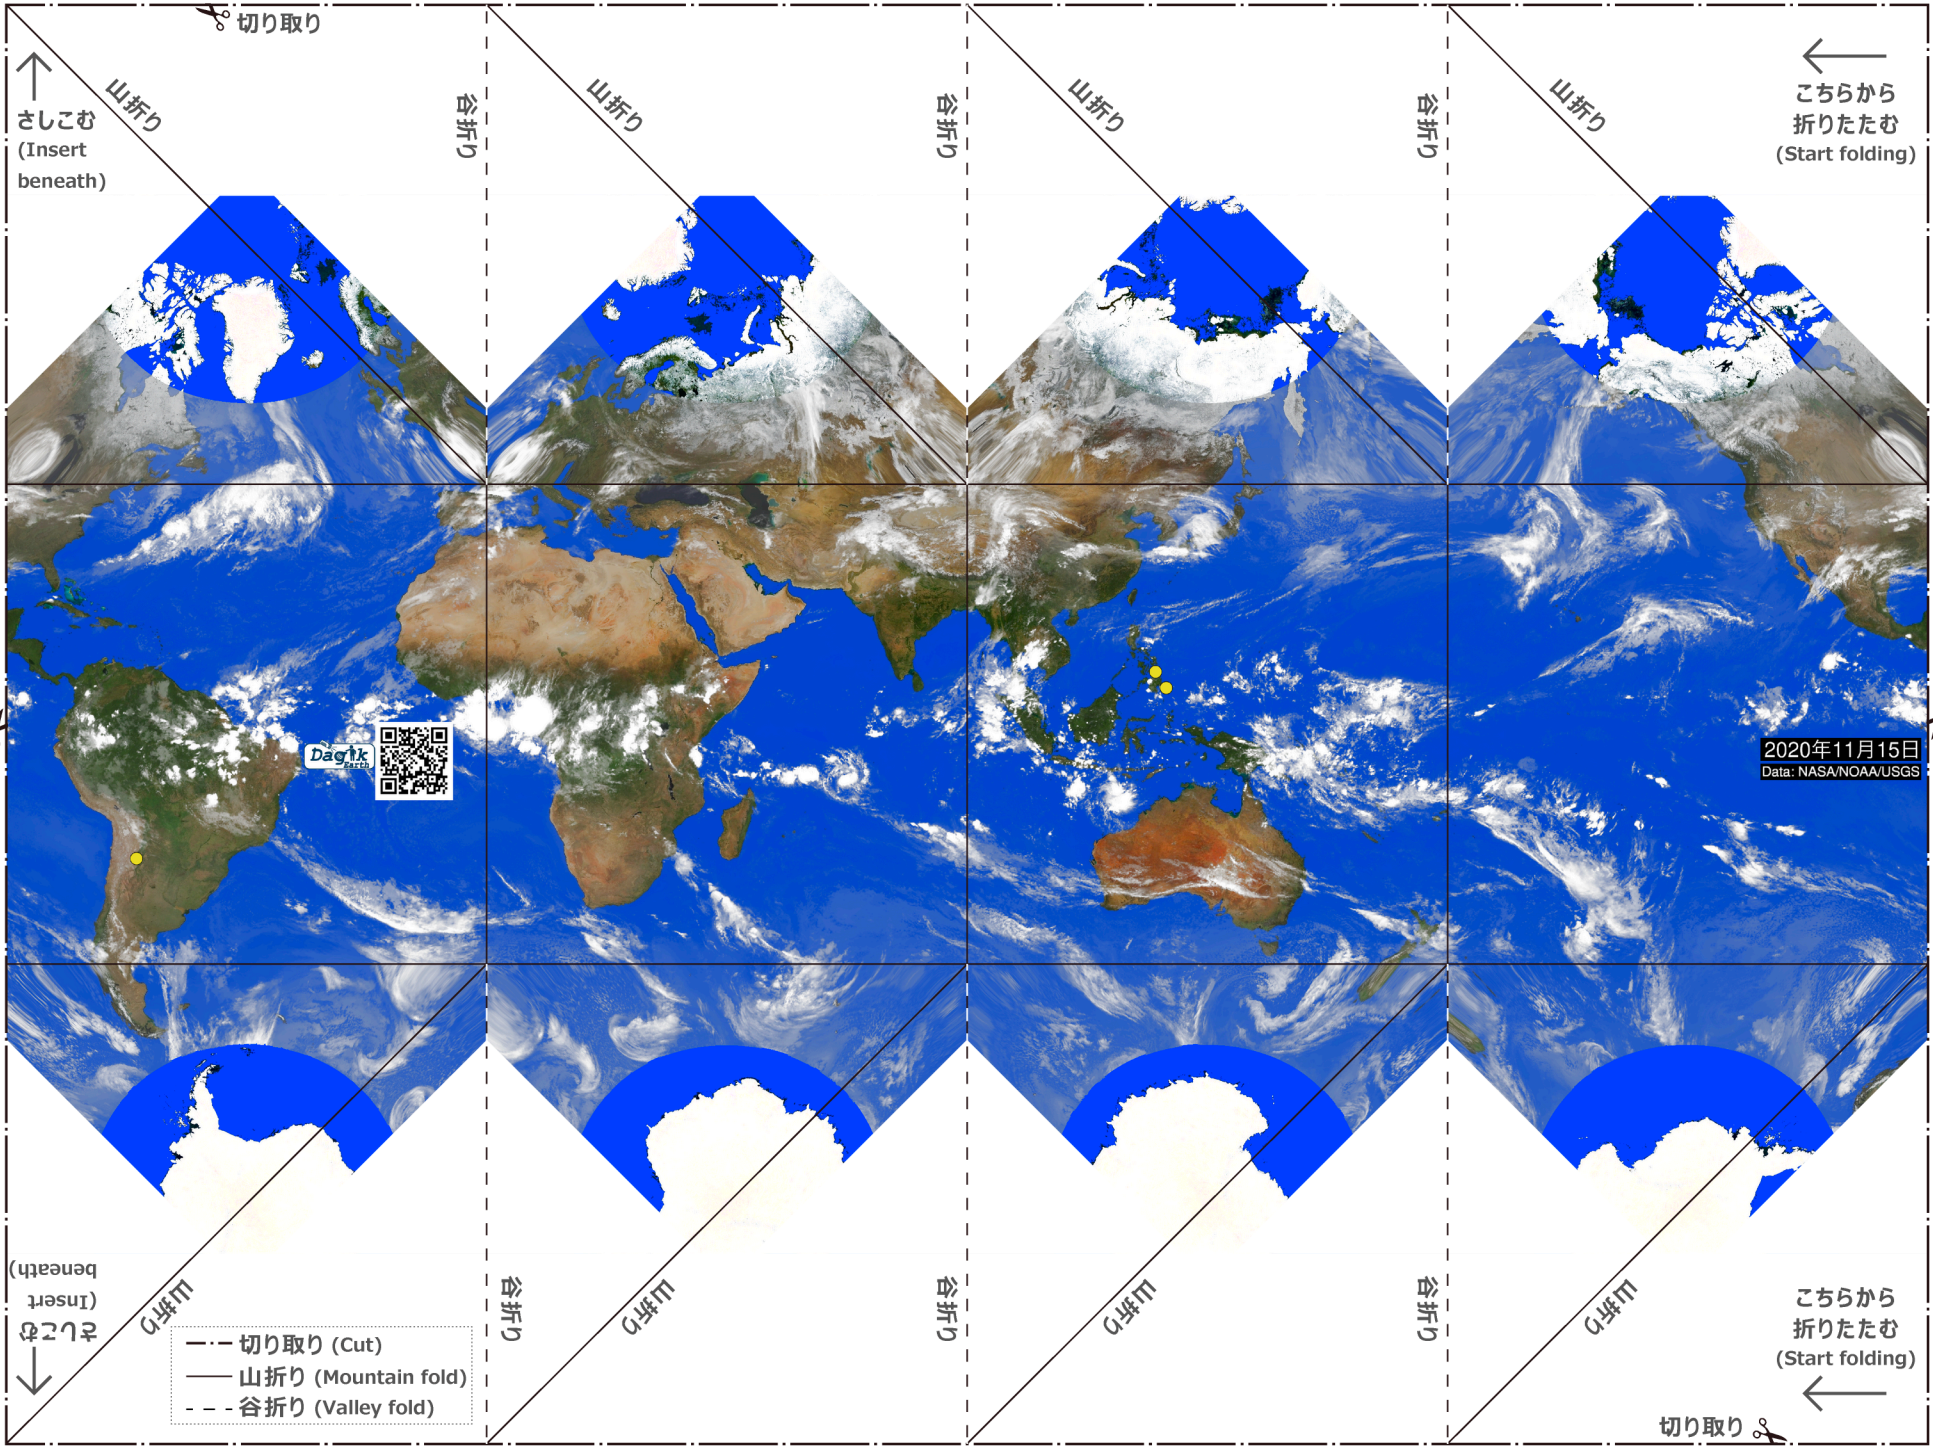 切り取り
山折り
谷折り
山折り
谷折り
山折り
谷折り
山折り
さしこむ
(Insert
beneath)
こちらから
折りたたむ
(Start folding)
Dagik
Earth
2020年11月15日
Data: NASA/NOAA/USGS
さしこむ
(Insert
beneath)
山折り
谷折り
山折り
谷折り
山折り
谷折り
山折り
切り取り (Cut)
山折り (Mountain fold)
谷折り (Valley fold)
こちらから
折りたたむ
(Start folding)
切り取り